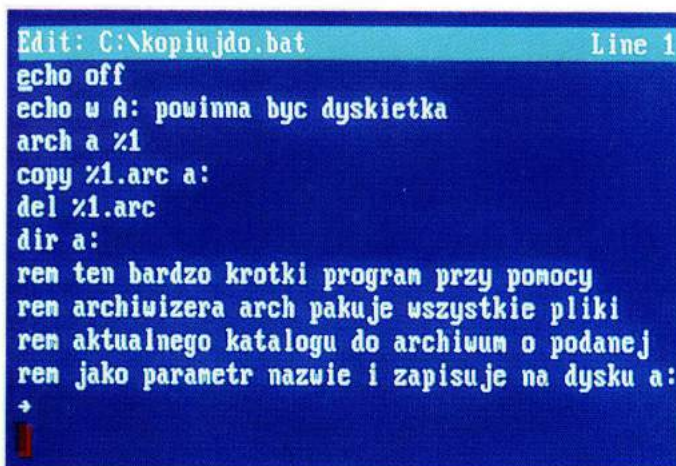 Edit: C:\kopiujdo.bat Line 1
echo off
echo w A: powinna byc dyskietka
arch a %1
copy %1.arc a:
del %1.arc
dir a:
rem ten bardzo krotki program przy pomocy
rem archiwizera arch pakuje wszystkie pliki
rem aktualnego katalogu do archiwum o podanej
rem jako parametr nazwie i zapisuje na dysku a: